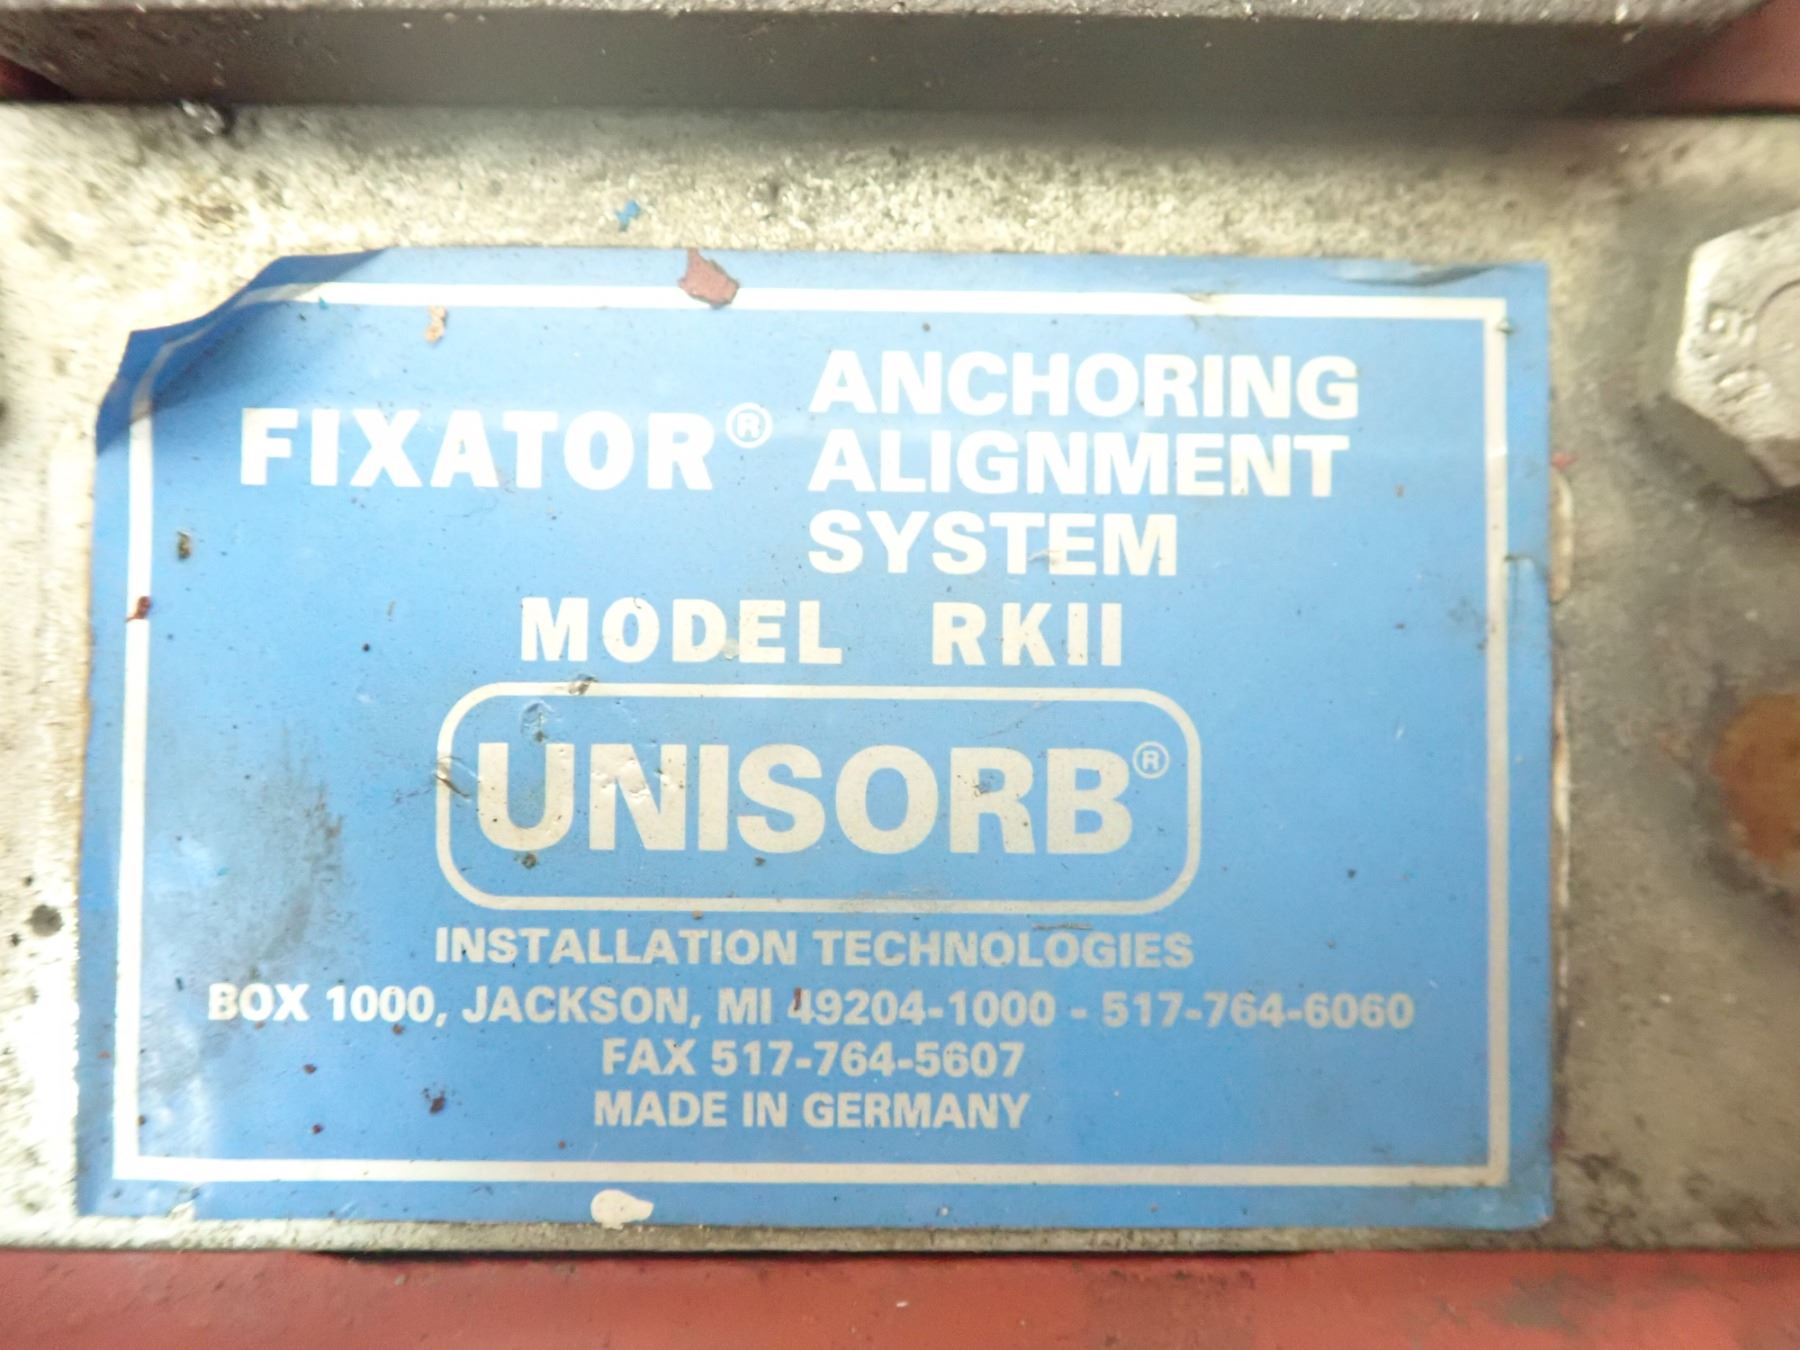 FIXATOR® ANCHORING
ALIGNMENT
SYSTEM
MODEL RKII
UNISORB®
INSTALLATION TECHNOLOGIES
BOX 1000, JACKSON, MI 49204-1000 - 517-764-6060
FAX 517-764-5607
MADE IN GERMANY